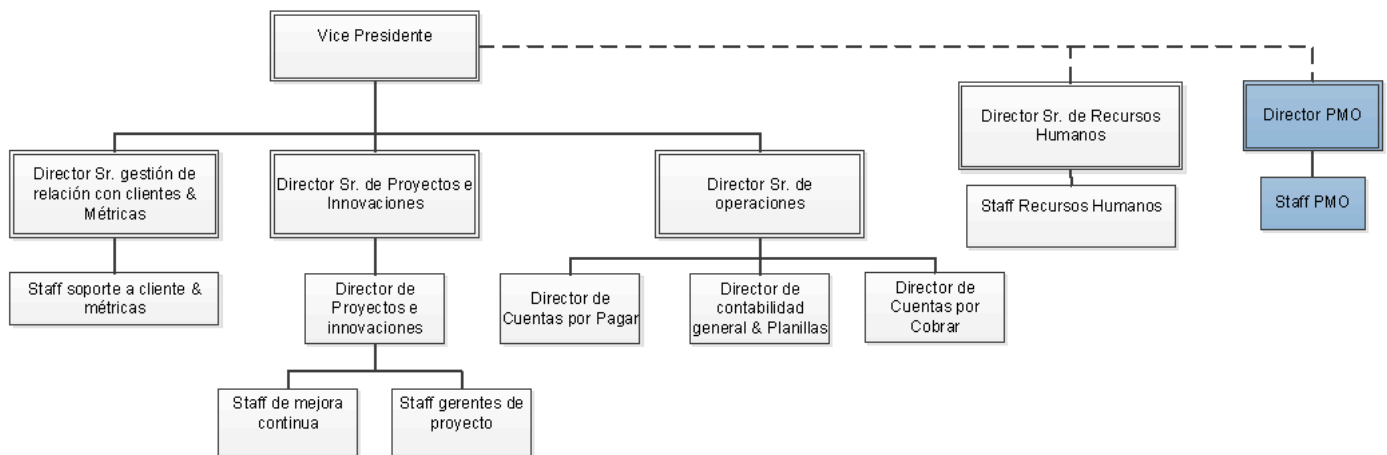 Vice Presidente
Director Sr. de Recursos
Humanos
Director PMO
Director Sr. gestión de
relación con clientes &
Métricas
Director Sr. de Proyectos e
Innovaciones
Director Sr. de
operaciones
Staff Recursos Humanos
Staff PMO
Staff soporte a cliente &
métricas
Director de
Proyectos e
innovaciones
Director de
Cuentas por Pagar
Director de
contabilidad
general & Planillas
Director de
Cuentas por
Cobrar
Staff de mejora
continua
Staff gerentes de
proyecto